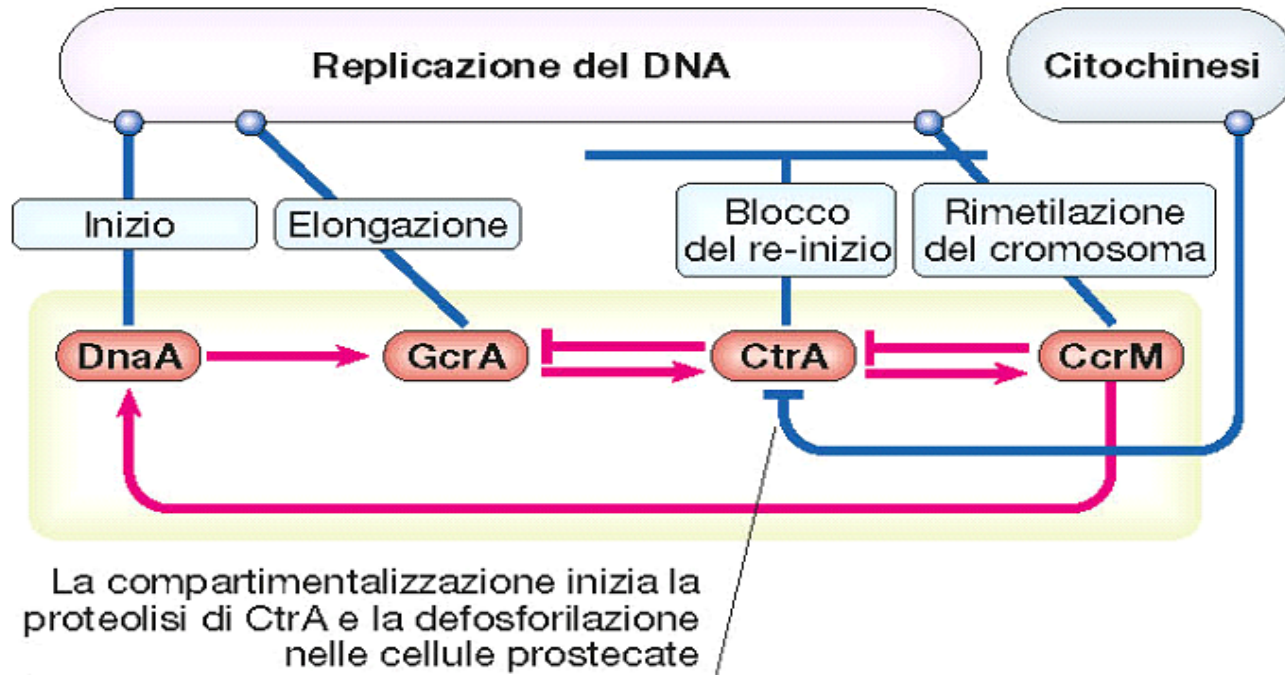 Replicazione del DNA
Citochinesi
Inizio
Elongazione
Blocco
del re-inizio
Rimetilazione
del cromosoma
DnaA
GcrA
CtrA
CcrM
La compartimentalizzazione inizia la
proteolisi di CtrA e la defosforilazione
nelle cellule prostecate